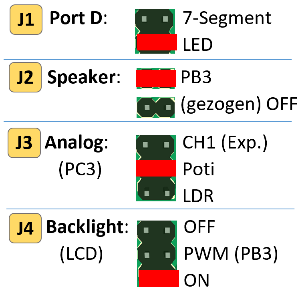 J1 Port D: 7-Segment
LED
J2 Speaker: PB3
(gezogen) OFF
J3 Analog: CH1 (Exp.)
(PC3) Poti
LDR
J4 Backlight: OFF
(LCD) PWM (PB3)
ON